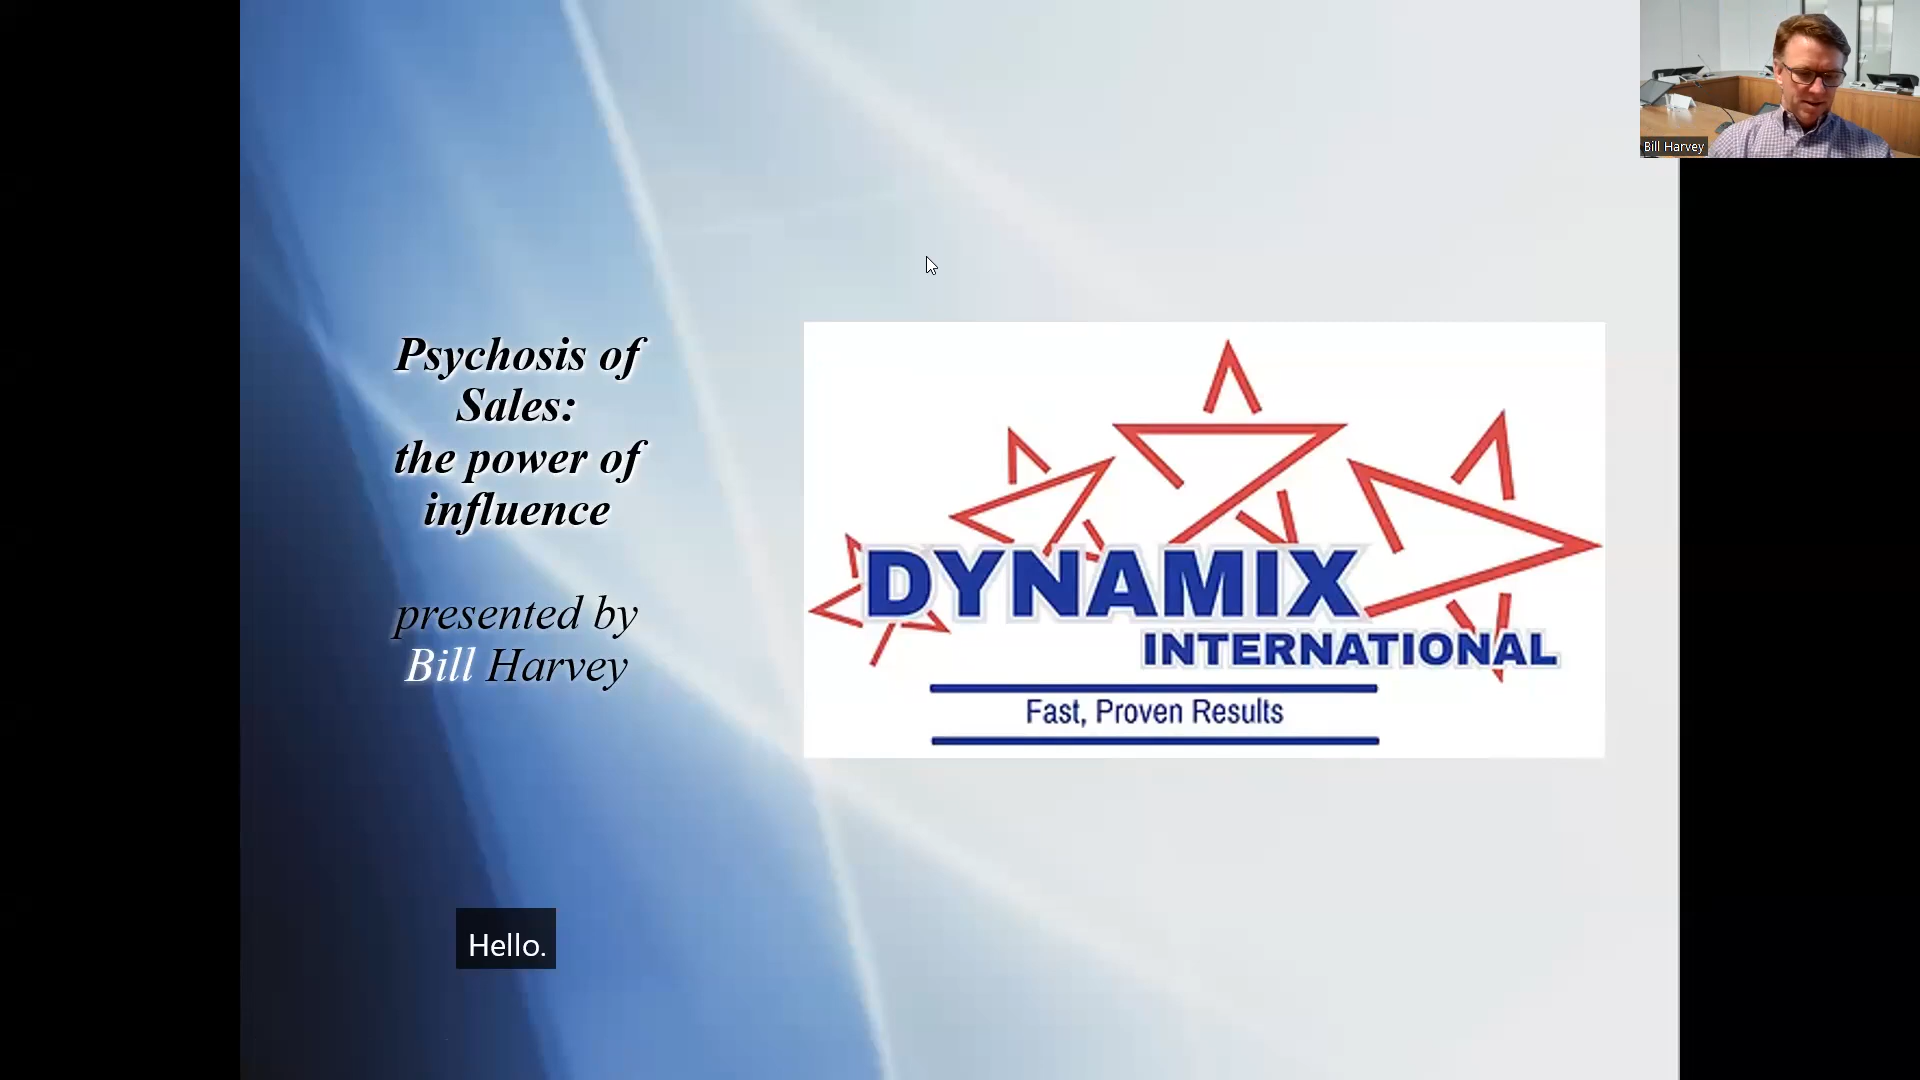 Psychosis of
Sales:
the power of
influence
presented by
Bill Harvey
DYNAMIX
INTERNATIONAL
Fast, Proven Results
Bill Harvey
Hello.